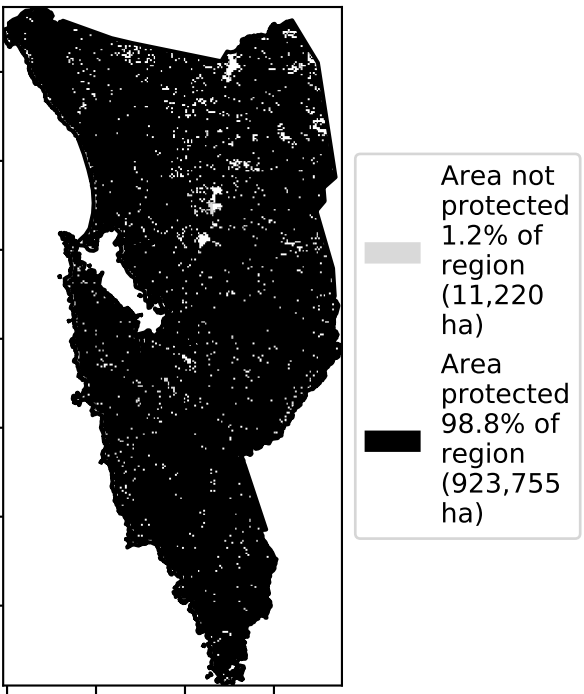 Area not
protected
1.2% of
region
(11,220
ha)
Area
protected
98.8% of
region
(923,755
ha)